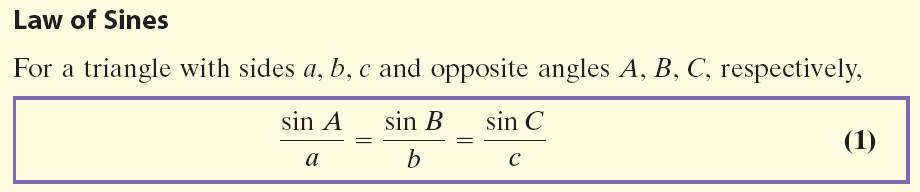 Law of Sines
For a triangle with sides a, b, c and opposite angles A, B, C, respectively,
sin A / a = sin B / b = sin C / c (1)